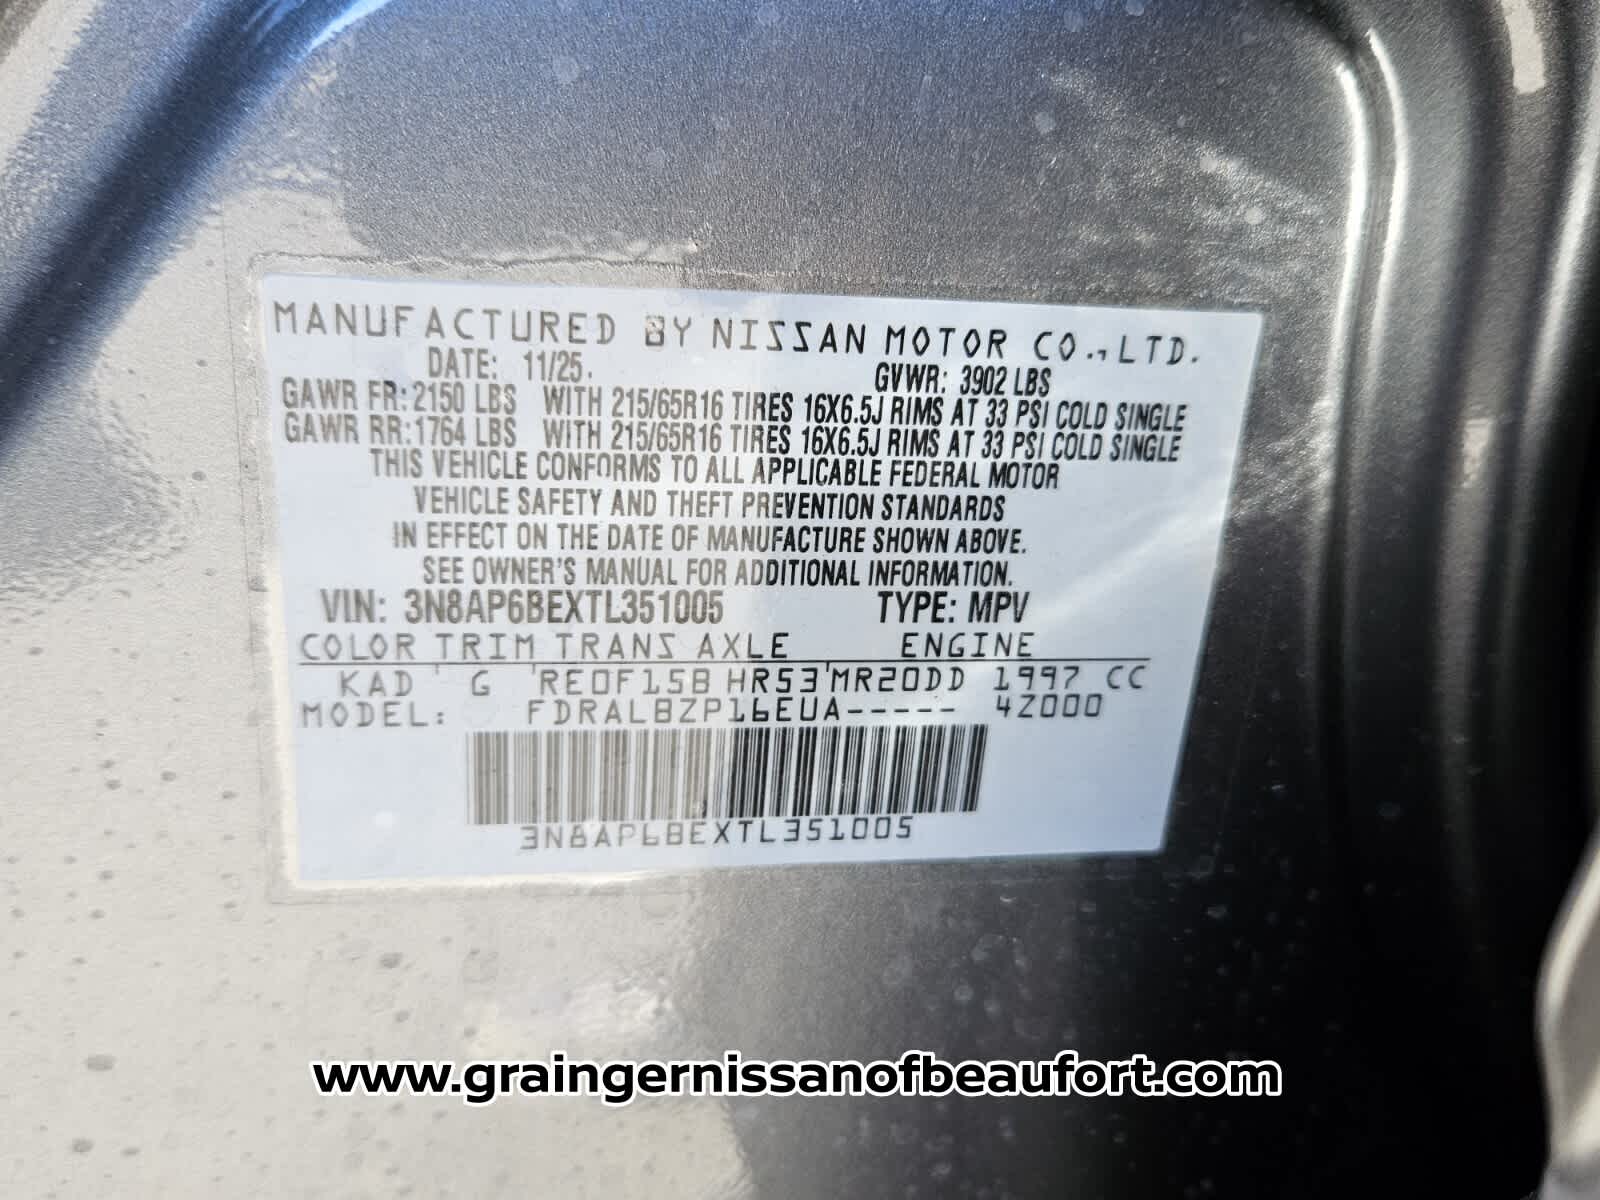 MANUFACTURED BY NISSAN MOTOR CO.,LTD.
DATE: 11/25. GVWR: 3902 LBS
GAWR FR: 2150 LBS WITH 215/65R16 TIRES 16X6.5J RIMS AT 33 PSI COLD SINGLE
GAWR RR: 1764 LBS WITH 215/65R16 TIRES 16X6.5J RIMS AT 33 PSI COLD SINGLE
THIS VEHICLE CONFORMS TO ALL APPLICABLE FEDERAL MOTOR
VEHICLE SAFETY AND THEFT PREVENTION STANDARDS
IN EFFECT ON THE DATE OF MANUFACTURE SHOWN ABOVE.
SEE OWNER'S MANUAL FOR ADDITIONAL INFORMATION.
VIN: 3N8AP6BEXTL351005 TYPE: MPV
COLOR TRIM TRANS AXLE ENGINE
KAD G RE0F15B HR53 MR20DD 1997 CC
MODEL: FDRALBZP16EUA----- 4Z000
3N8AP6BEXTL351005
www.graingernissanofbeaufort.com